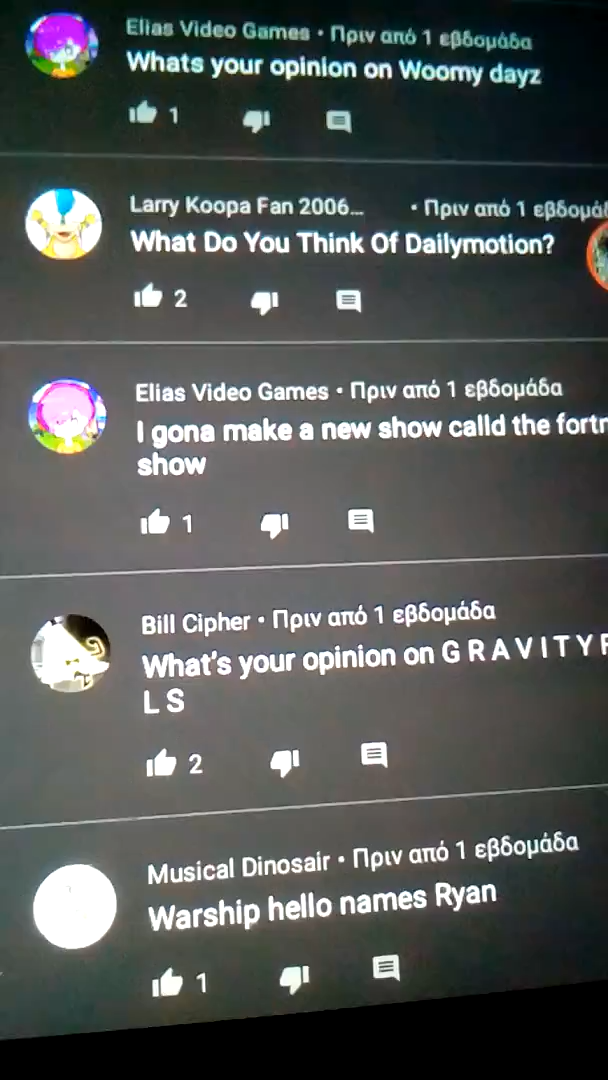 Elias Video Games • Πριν από 1 εβδομάδα
Whats your opinion on Woomy dayz
1
Larry Koopa Fan 2006... • Πριν από 1 εβδομά
What Do You Think Of Dailymotion?
2
Elias Video Games • Πριν από 1 εβδομάδα
I gona make a new show calld the fortn
show
1
Bill Cipher • Πριν από 1 εβδομάδα
What's your opinion on G R A V I T Y F
L S
2
Musical Dinosair • Πριν από 1 εβδομάδα
Warship hello names Ryan
1